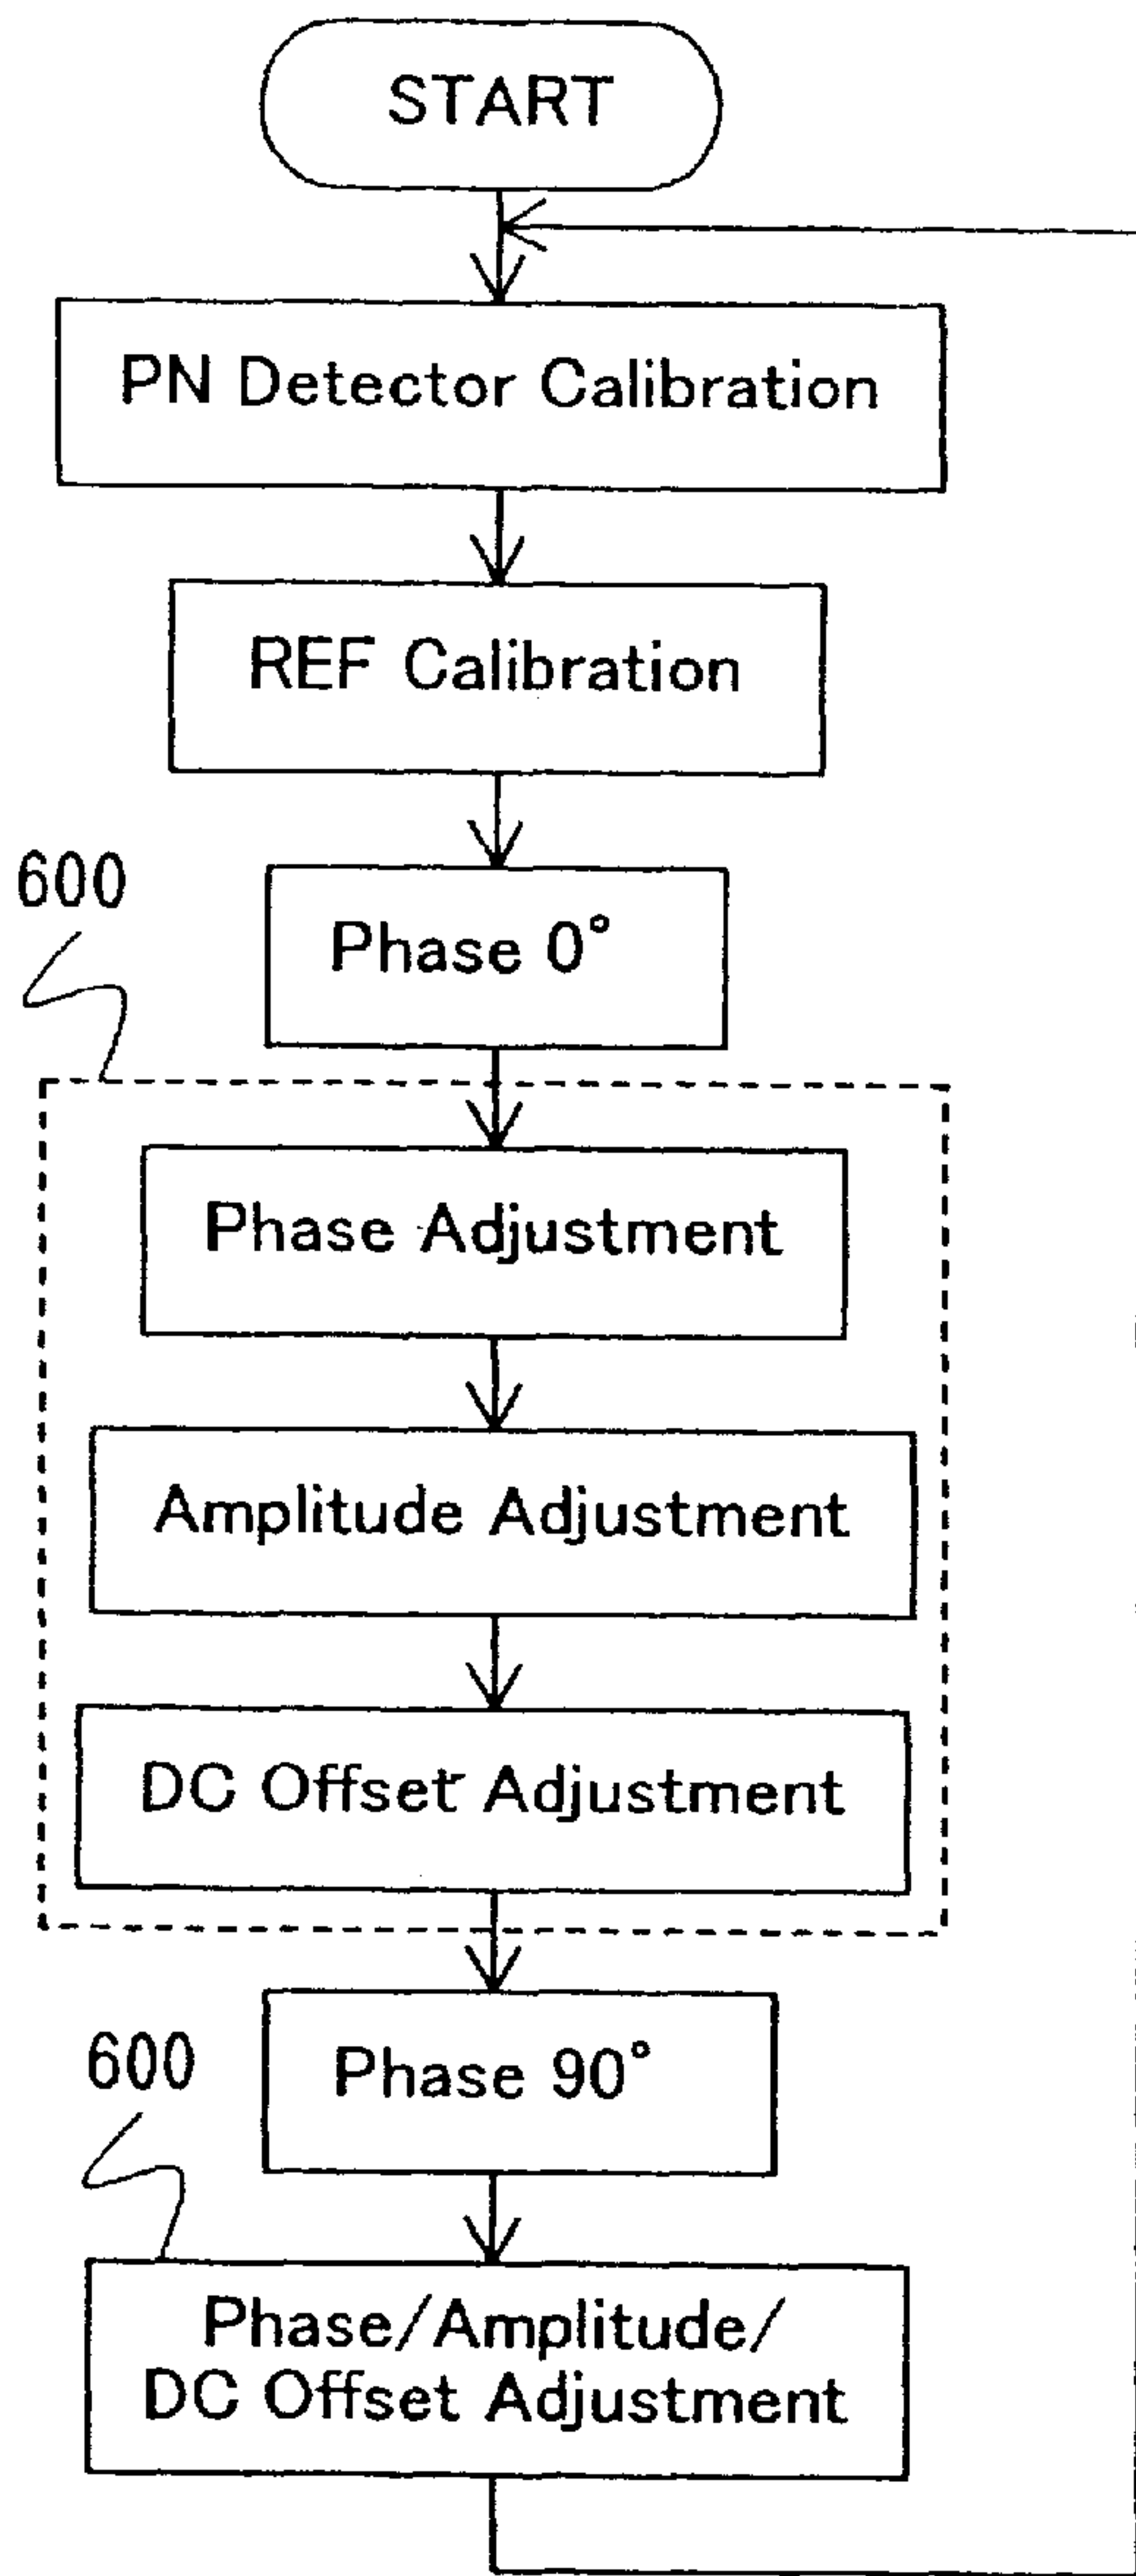 START
PN Detector Calibration
REF Calibration
600
Phase 0°
Phase Adjustment
Amplitude Adjustment
DC Offset Adjustment
600
Phase 90°
Phase/Amplitude/
DC Offset Adjustment